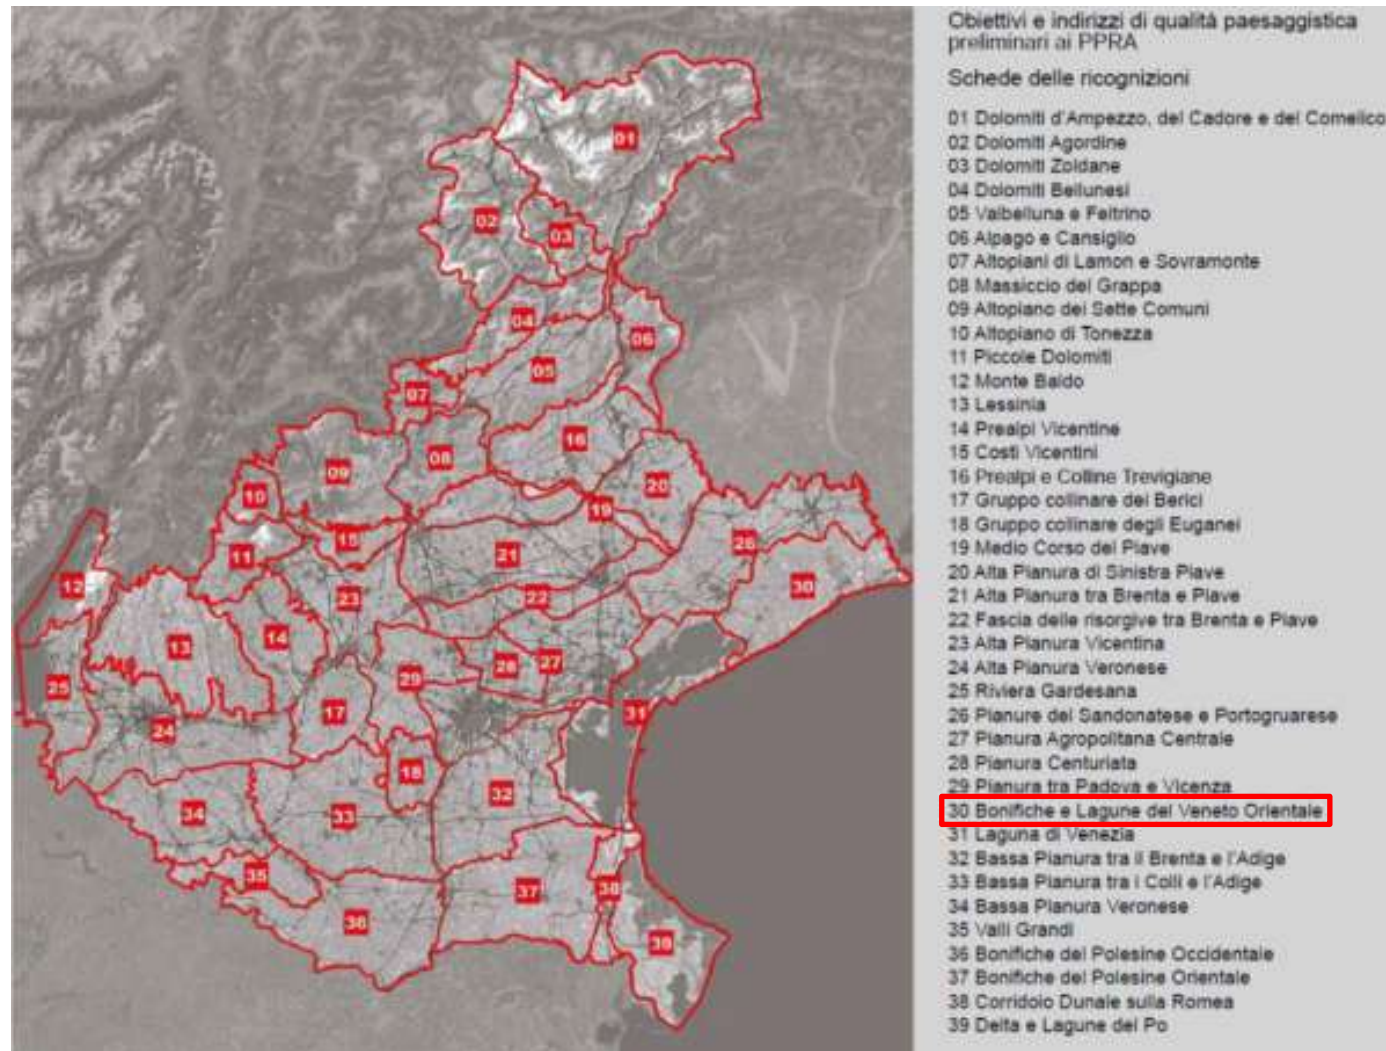 Obiettivi e indirizzi di qualità paesaggistica
preliminari ai PPRA
Schede delle ricognizioni
01 Dolomiti d'Ampezzo, del Cadore e del Comelico
02 Dolomiti Agordine
03 Dolomiti Zoldane
04 Dolomiti Bellunesi
05 Valbelluna e Feltrino
06 Alpago e Cansiglio
07 Altopiani di Lamon e Sovramonte
08 Massiccio del Grappa
09 Altopiano dei Sette Comuni
10 Altopiano di Tonezza
11 Piccole Dolomiti
12 Monte Baldo
13 Lessinia
14 Prealpi Vicentine
15 Costi Vicentini
16 Prealpi e Colline Trevigiane
17 Gruppo collinare dei Berici
18 Gruppo collinare degli Euganei
19 Medio Corso del Piave
20 Alta Pianura di Sinistra Piave
21 Alta Pianura tra Brenta e Piave
22 Fascia delle risorgive tra Brenta e Piave
23 Alta Pianura Vicentina
24 Alta Pianura Veronese
25 Riviera Gardesana
26 Pianure del Sandonatese e Portogruarese
27 Pianura Agropolitana Centrale
28 Pianura Centuriata
29 Pianura tra Padova e Vicenza
30 Bonifiche e Lagune del Veneto Orientale
31 Laguna di Venezia
32 Bassa Pianura tra il Brenta e l'Adige
33 Bassa Pianura tra i Colli e l'Adige
34 Bassa Pianura Veronese
35 Valli Grandi
36 Bonifiche del Polesine Occidentale
37 Bonifiche del Polesine Orientale
38 Corridoio Dunale sulla Romea
39 Delta e Lagune del Po
01
02
03
04
06
05
07
16
08
09
20
10
19
15
11
21
26
12
30
22
23
14
13
28
27
29
25
17
31
24
18
32
34
33
35
37
38
36
39